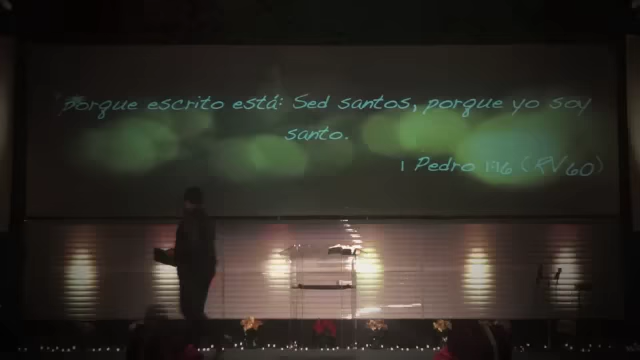 porque escrito está: Sed santos, porque yo soy
santo.
1 Pedro 1:16 (RV60)